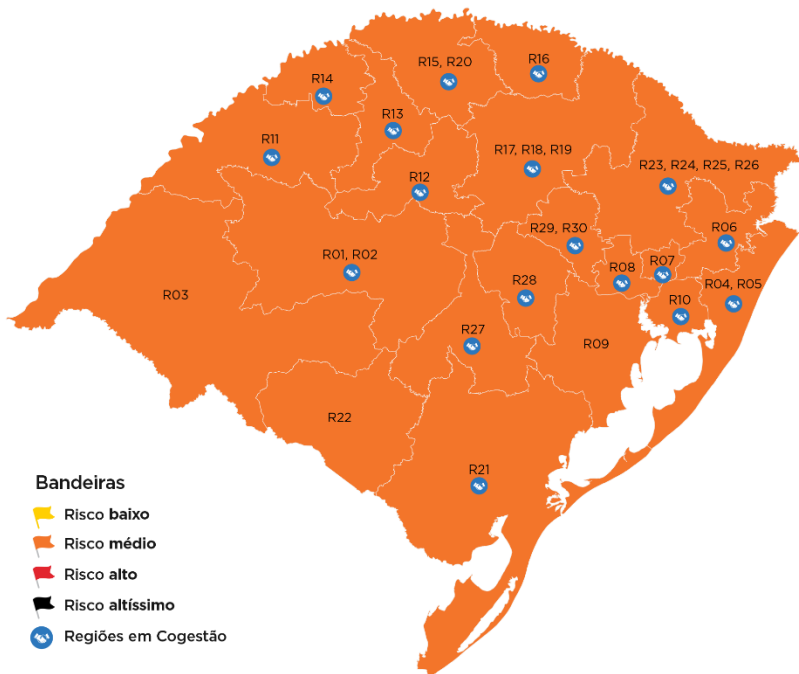 R16
R15, R20
R14
R13
R11
R17, R18, R19
R23, R24, R25, R26
R12
R29, R30
R06
R01, R02
R08
R07
R28
R04, R05
R03
R10
R27
R09
R22
R21
Bandeiras
Risco baixo
Risco médio
Risco alto
Risco altíssimo
Regiões em Cogestão